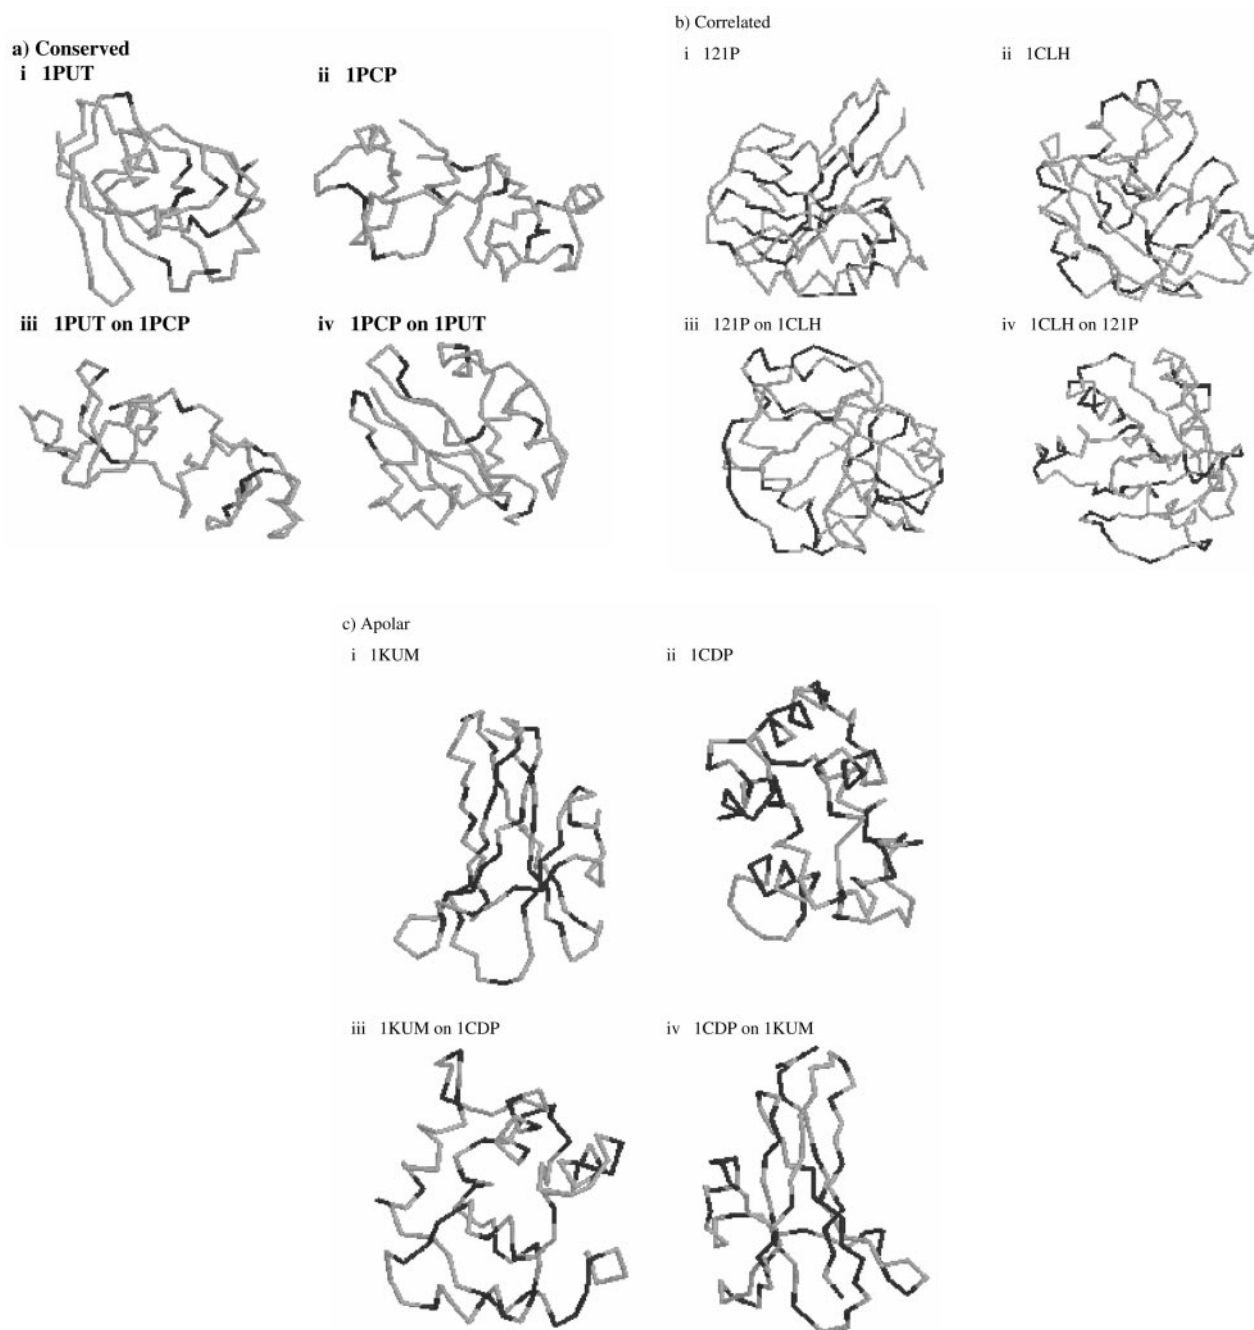 a) Conserved
i 1PUT
ii 1PCP
iii 1PUT on 1PCP
iv 1PCP on 1PUT
b) Correlated
i 121P
ii 1CLH
iii 121P on 1CLH
iv 1CLH on 121P
c) Apolar
i 1KUM
ii 1CDP
iii 1KUM on 1CDP
iv 1CDP on 1KUM